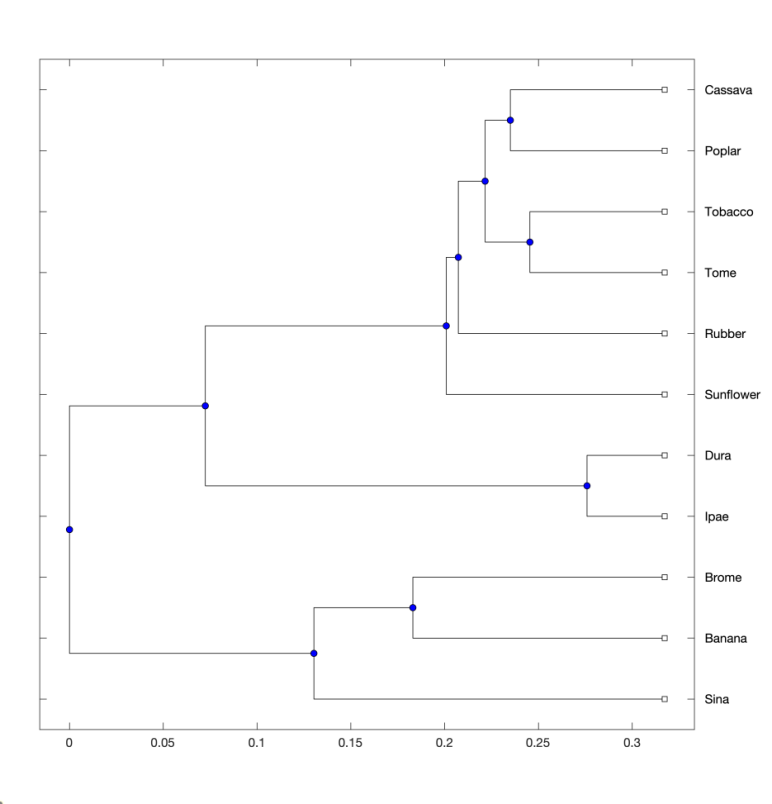 Cassava
Poplar
Tobacco
Tome
Rubber
Sunflower
Dura
Ipae
Brome
Banana
Sina
0 0.05 0.1 0.15 0.2 0.25 0.3